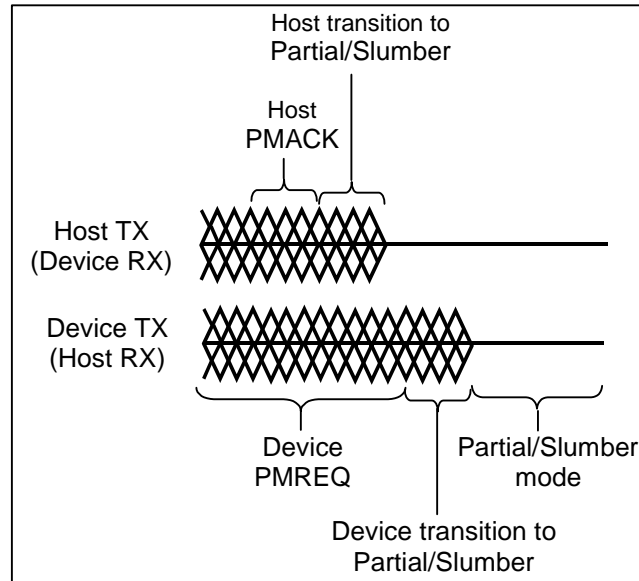 Host transition to
Partial/Slumber
Host
PMACK
Host TX
(Device RX)
Device TX
(Host RX)
Device
PMREQ
Partial/Slumber
mode
Device transition to
Partial/Slumber